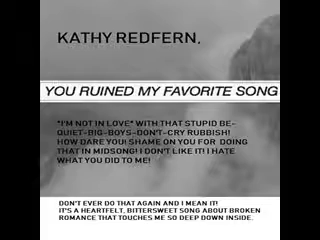 KATHY REDFERN,
YOU RUINED MY FAVORITE SONG
"I'M NOT IN LOVE" WITH THAT STUPID BE-
QUIET-BIG-BOYS-DON'T-CRY RUBBISH!
HOW DARE YOU! SHAME ON YOU FOR DOING
THAT IN MIDSONG! I DON'T LIKE IT! I HATE
WHAT YOU DID TO ME!
DON'T EVER DO THAT AGAIN AND I MEAN IT!
IT'S A HEARTFELT, BITTERSWEET SONG ABOUT BROKEN
ROMANCE THAT TOUCHES ME SO DEEP DOWN INSIDE.